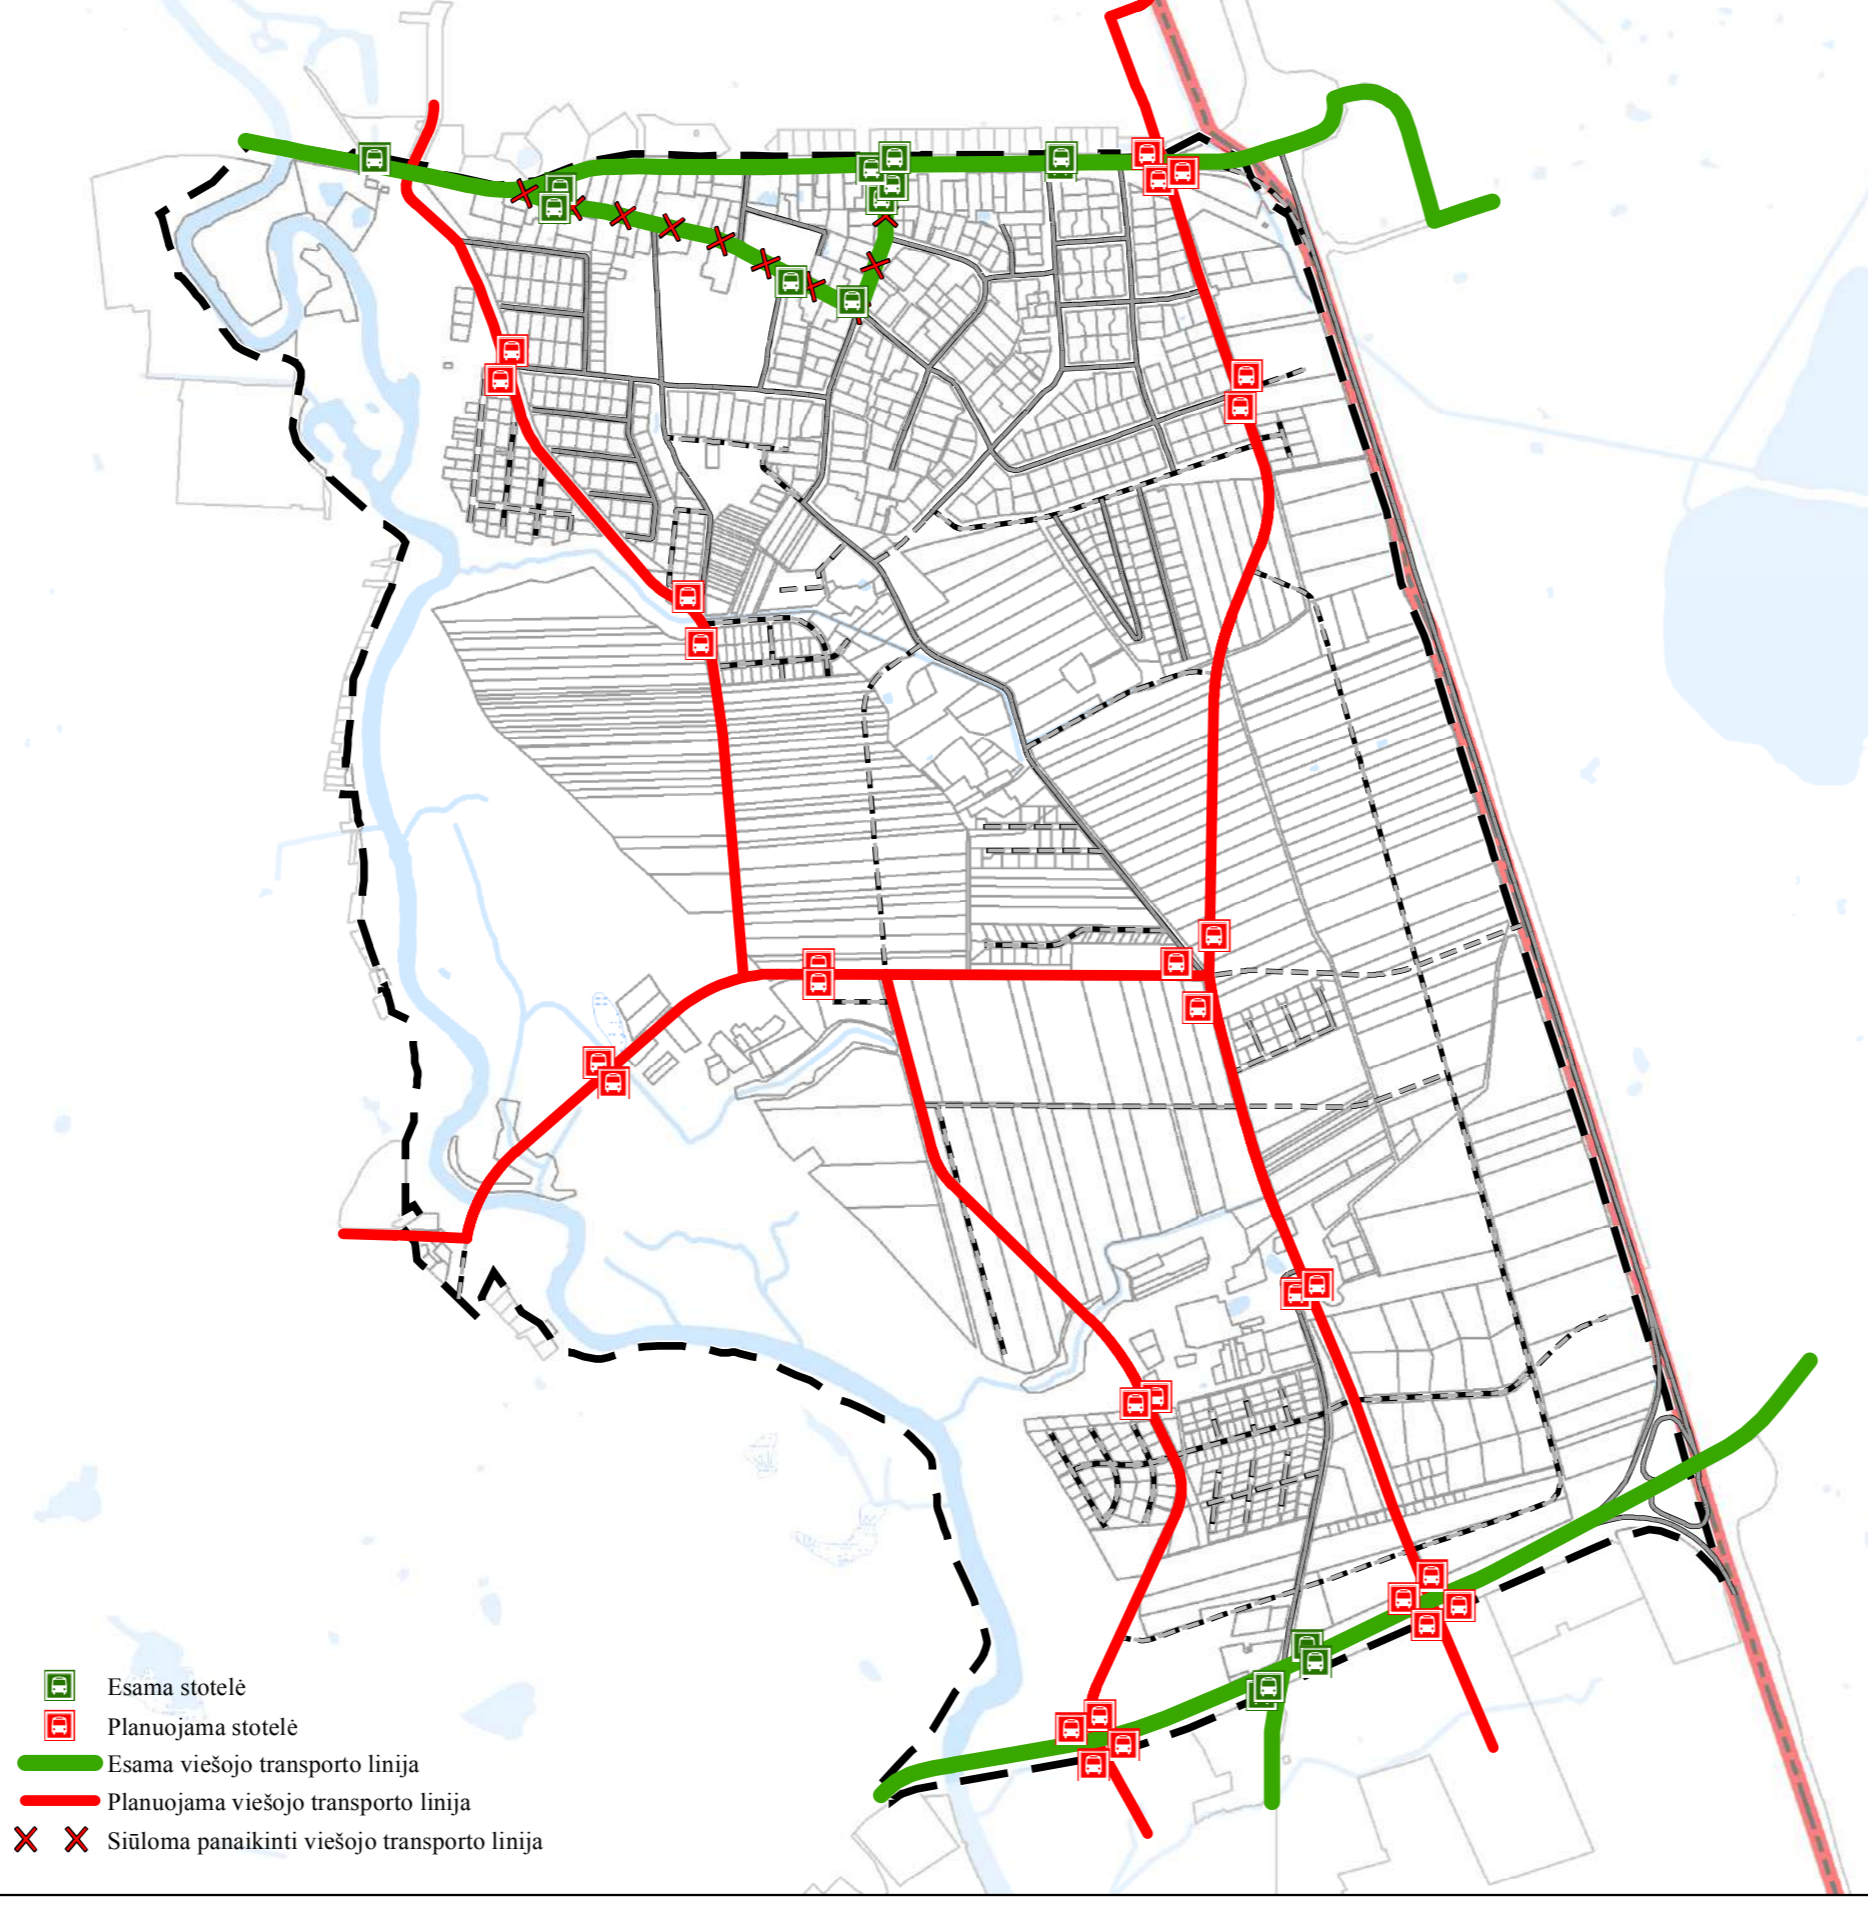 Esama stotelė
Planuojama stotelė
Esama viešojo transporto linija
Planuojama viešojo transporto linija
Siūloma panaikinti viešojo transporto linija